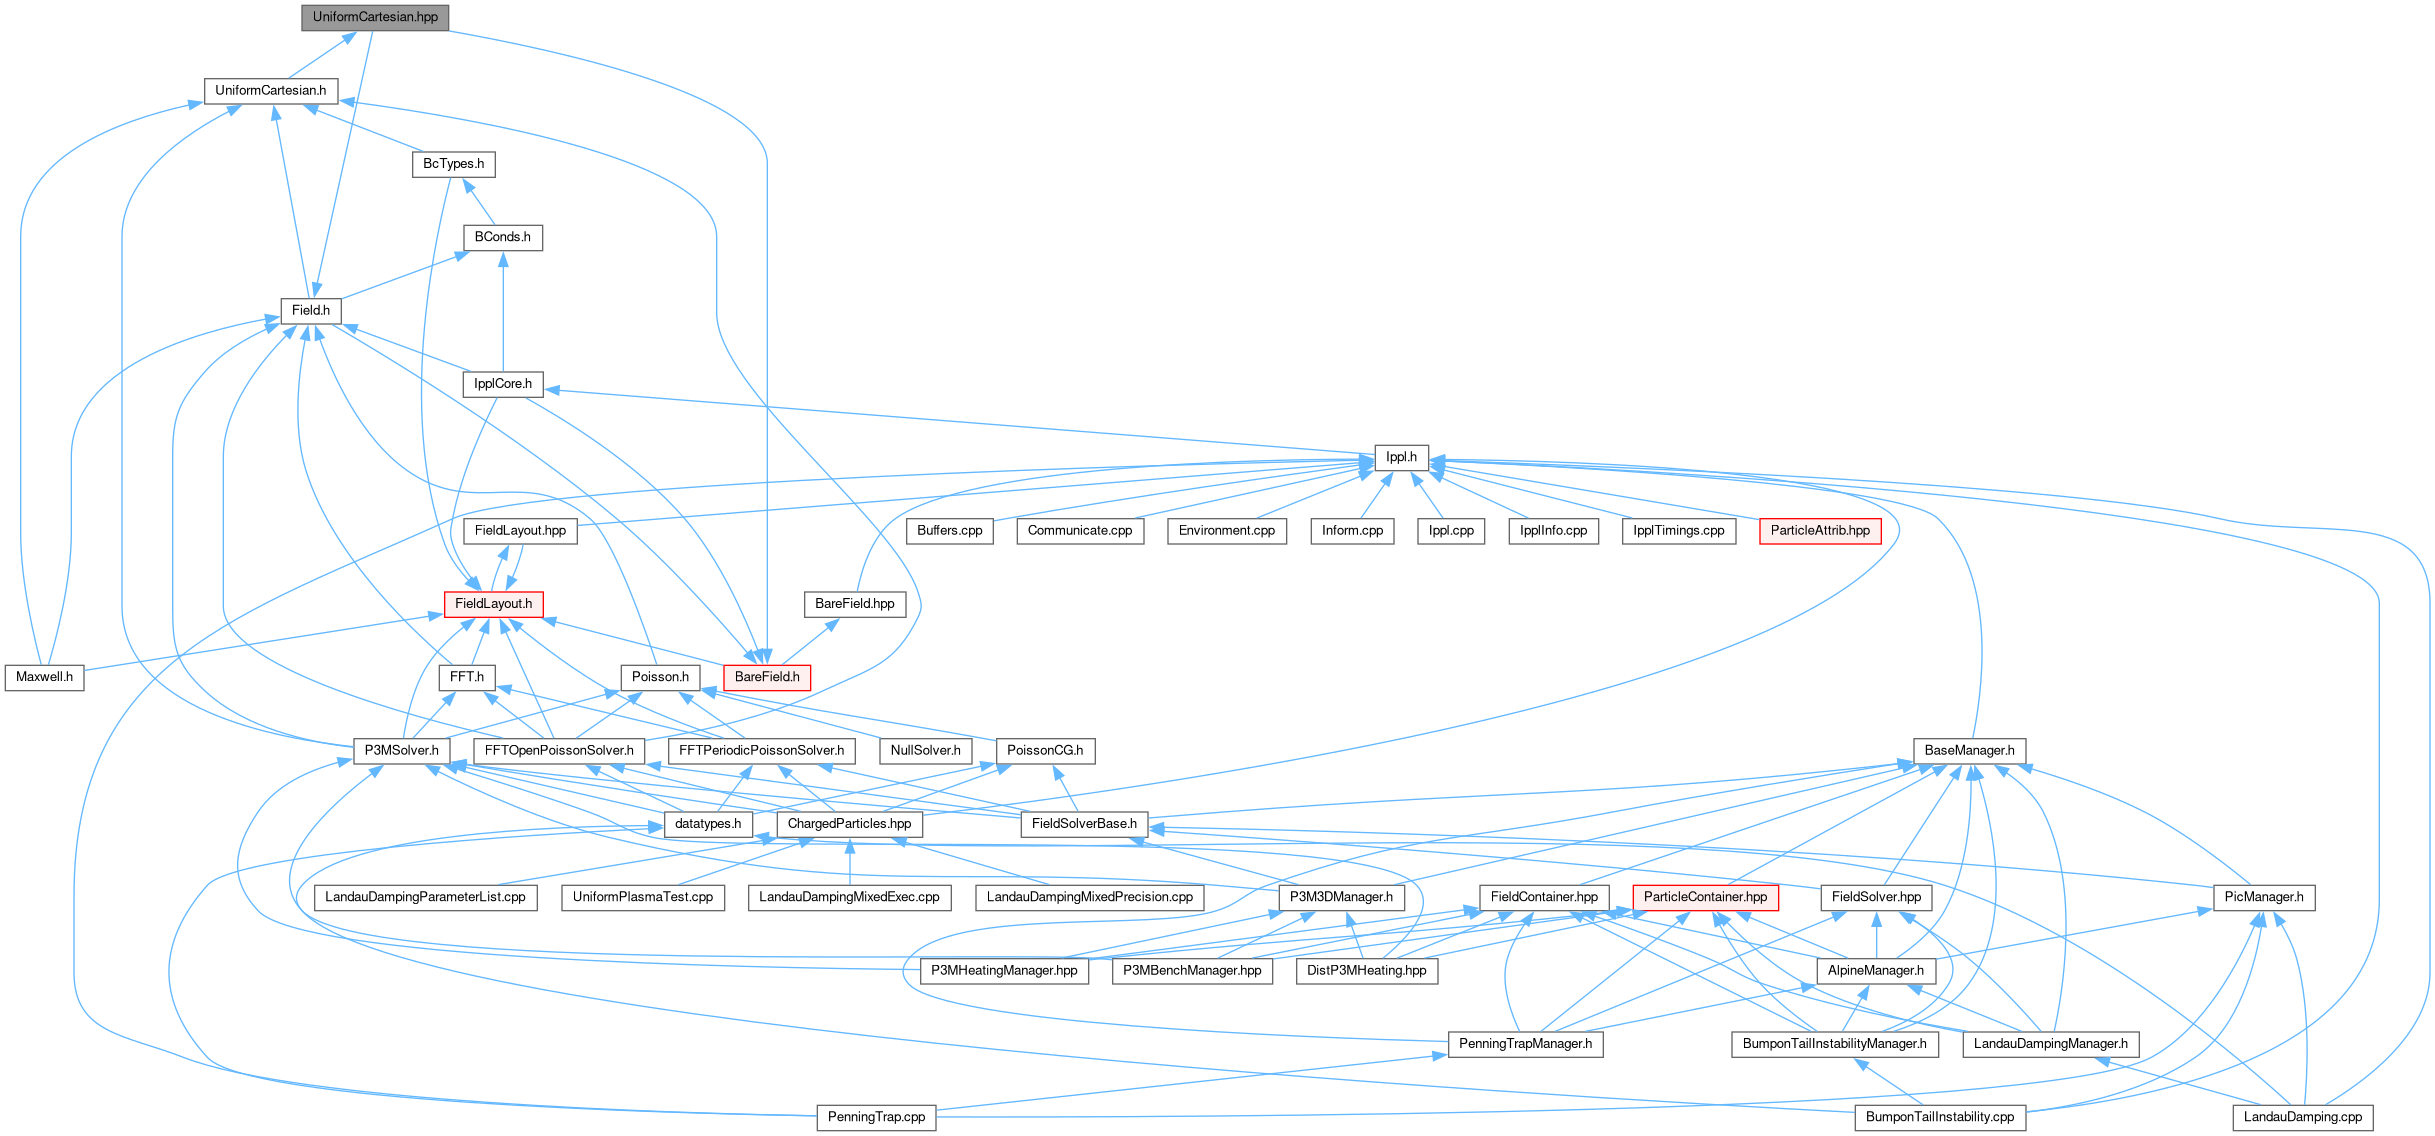 UniformCartesian.hpp
UniformCartesian.h
BcTypes.h
BConds.h
Field.h
IpplCore.h
Ippl.h
FieldLayout.hpp
Buffers.cpp
Communicate.cpp
Environment.cpp
Inform.cpp
Ippl.cpp
IpplInfo.cpp
IpplTimings.cpp
ParticleAttrib.hpp
FieldLayout.h
BareField.hpp
Maxwell.h
FFT.h
Poisson.h
BareField.h
P3MSolver.h
FFTOpenPoissonSolver.h
FFTPeriodicPoissonSolver.h
NullSolver.h
PoissonCG.h
BaseManager.h
datatypes.h
ChargedParticles.hpp
FieldSolverBase.h
LandauDampingParameterList.cpp
UniformPlasmaTest.cpp
LandauDampingMixedExec.cpp
LandauDampingMixedPrecision.cpp
P3M3DManager.h
FieldContainer.hpp
ParticleContainer.hpp
FieldSolver.hpp
PicManager.h
P3MHeatingManager.hpp
P3MBenchManager.hpp
DistP3MHeating.hpp
AlpineManager.h
PenningTrapManager.h
BumponTailInstabilityManager.h
LandauDampingManager.h
PenningTrap.cpp
BumponTailInstability.cpp
LandauDamping.cpp